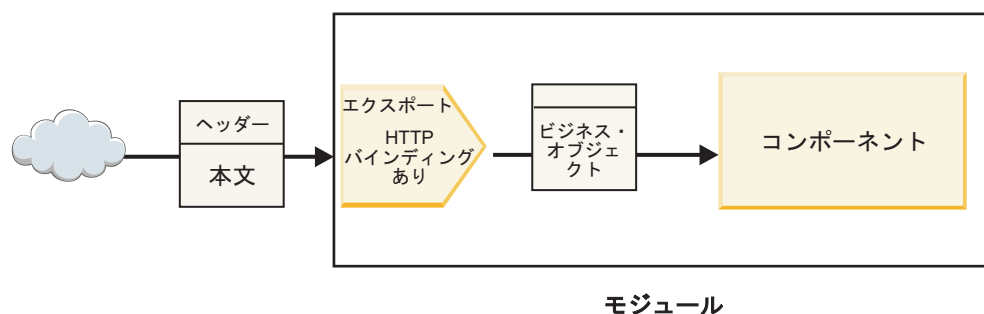 ヘッダー
本文
エクスポート
HTTP
バインディング
あり
ビジネス・
オブジェ
クト
コンポーネント
モジュール